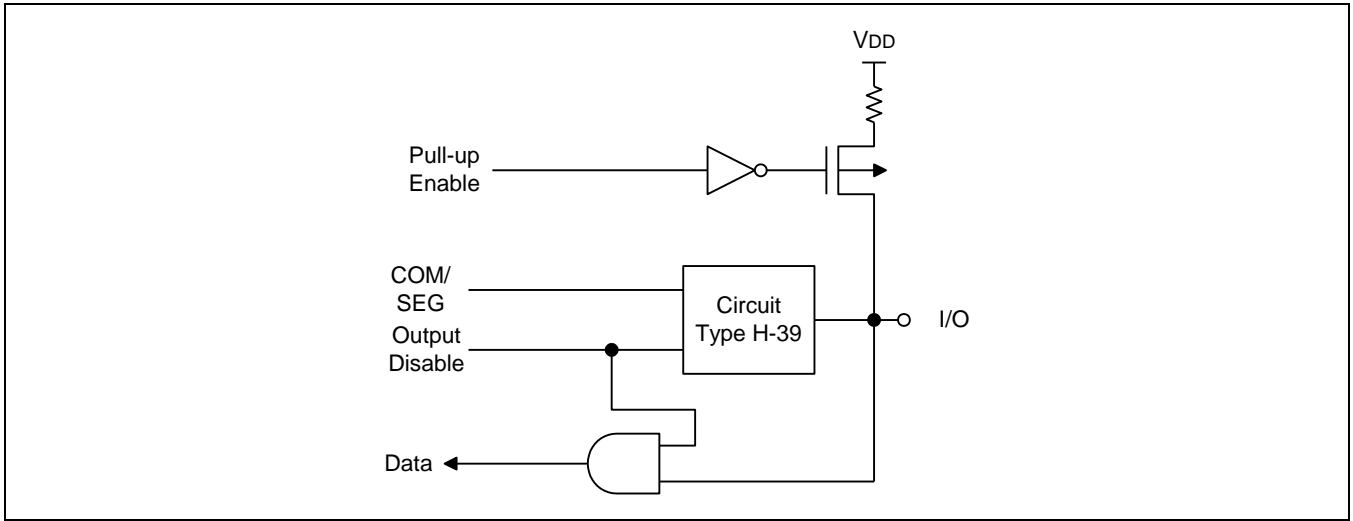 VDD
Pull-up
Enable
COM/
SEG
Circuit
Type H-39
I/O
Output
Disable
Data